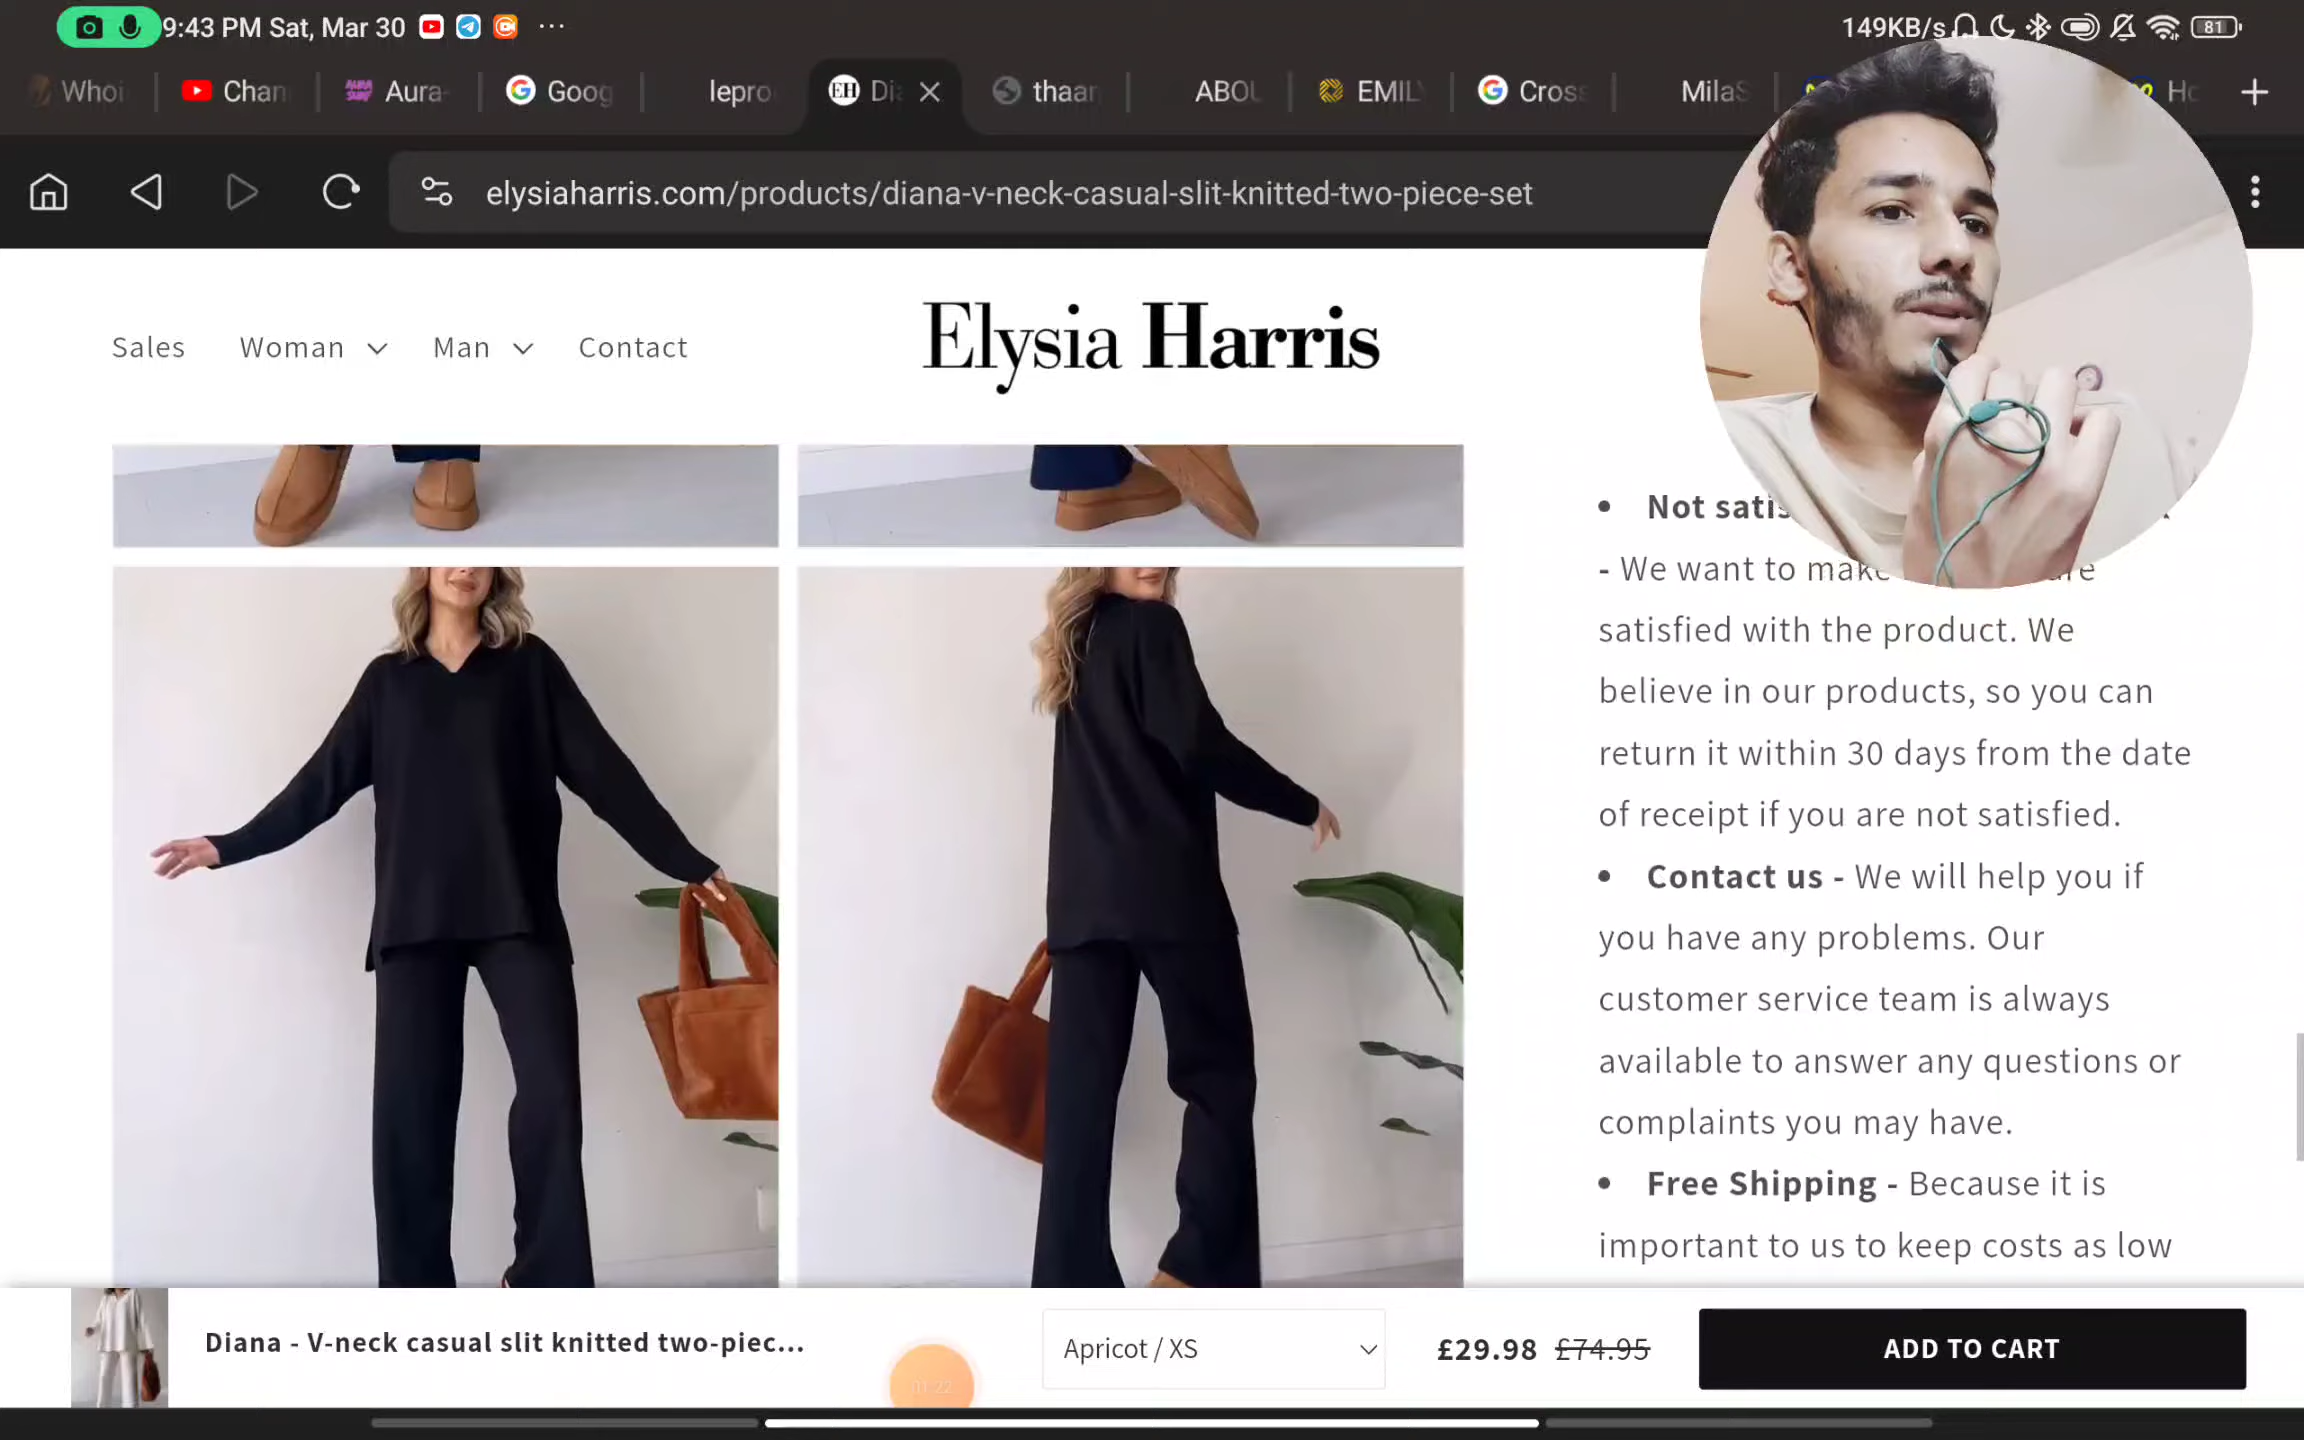 9:43 PM Sat, Mar 30 ...
149KB/s 81
Whoi
Chan
Aura-
Goog
lepro
EH Di
thaar
ABOU
EMIL
Cros
MilaS
Ho
elysiaharris.com/products/diana-v-neck-casual-slit-knitted-two-piece-set
Sales Woman Man Contact
Elysia Harris
• Not satis
- We want to make
satisfied with the product. We
believe in our products, so you can
return it within 30 days from the date
of receipt if you are not satisfied.
• Contact us - We will help you if
you have any problems. Our
customer service team is always
available to answer any questions or
complaints you may have.
• Free Shipping - Because it is
important to us to keep costs as low
Diana - V-neck casual slit knitted two-piec...
11:22
Apricot / XS
£29.98 £74.95
ADD TO CART